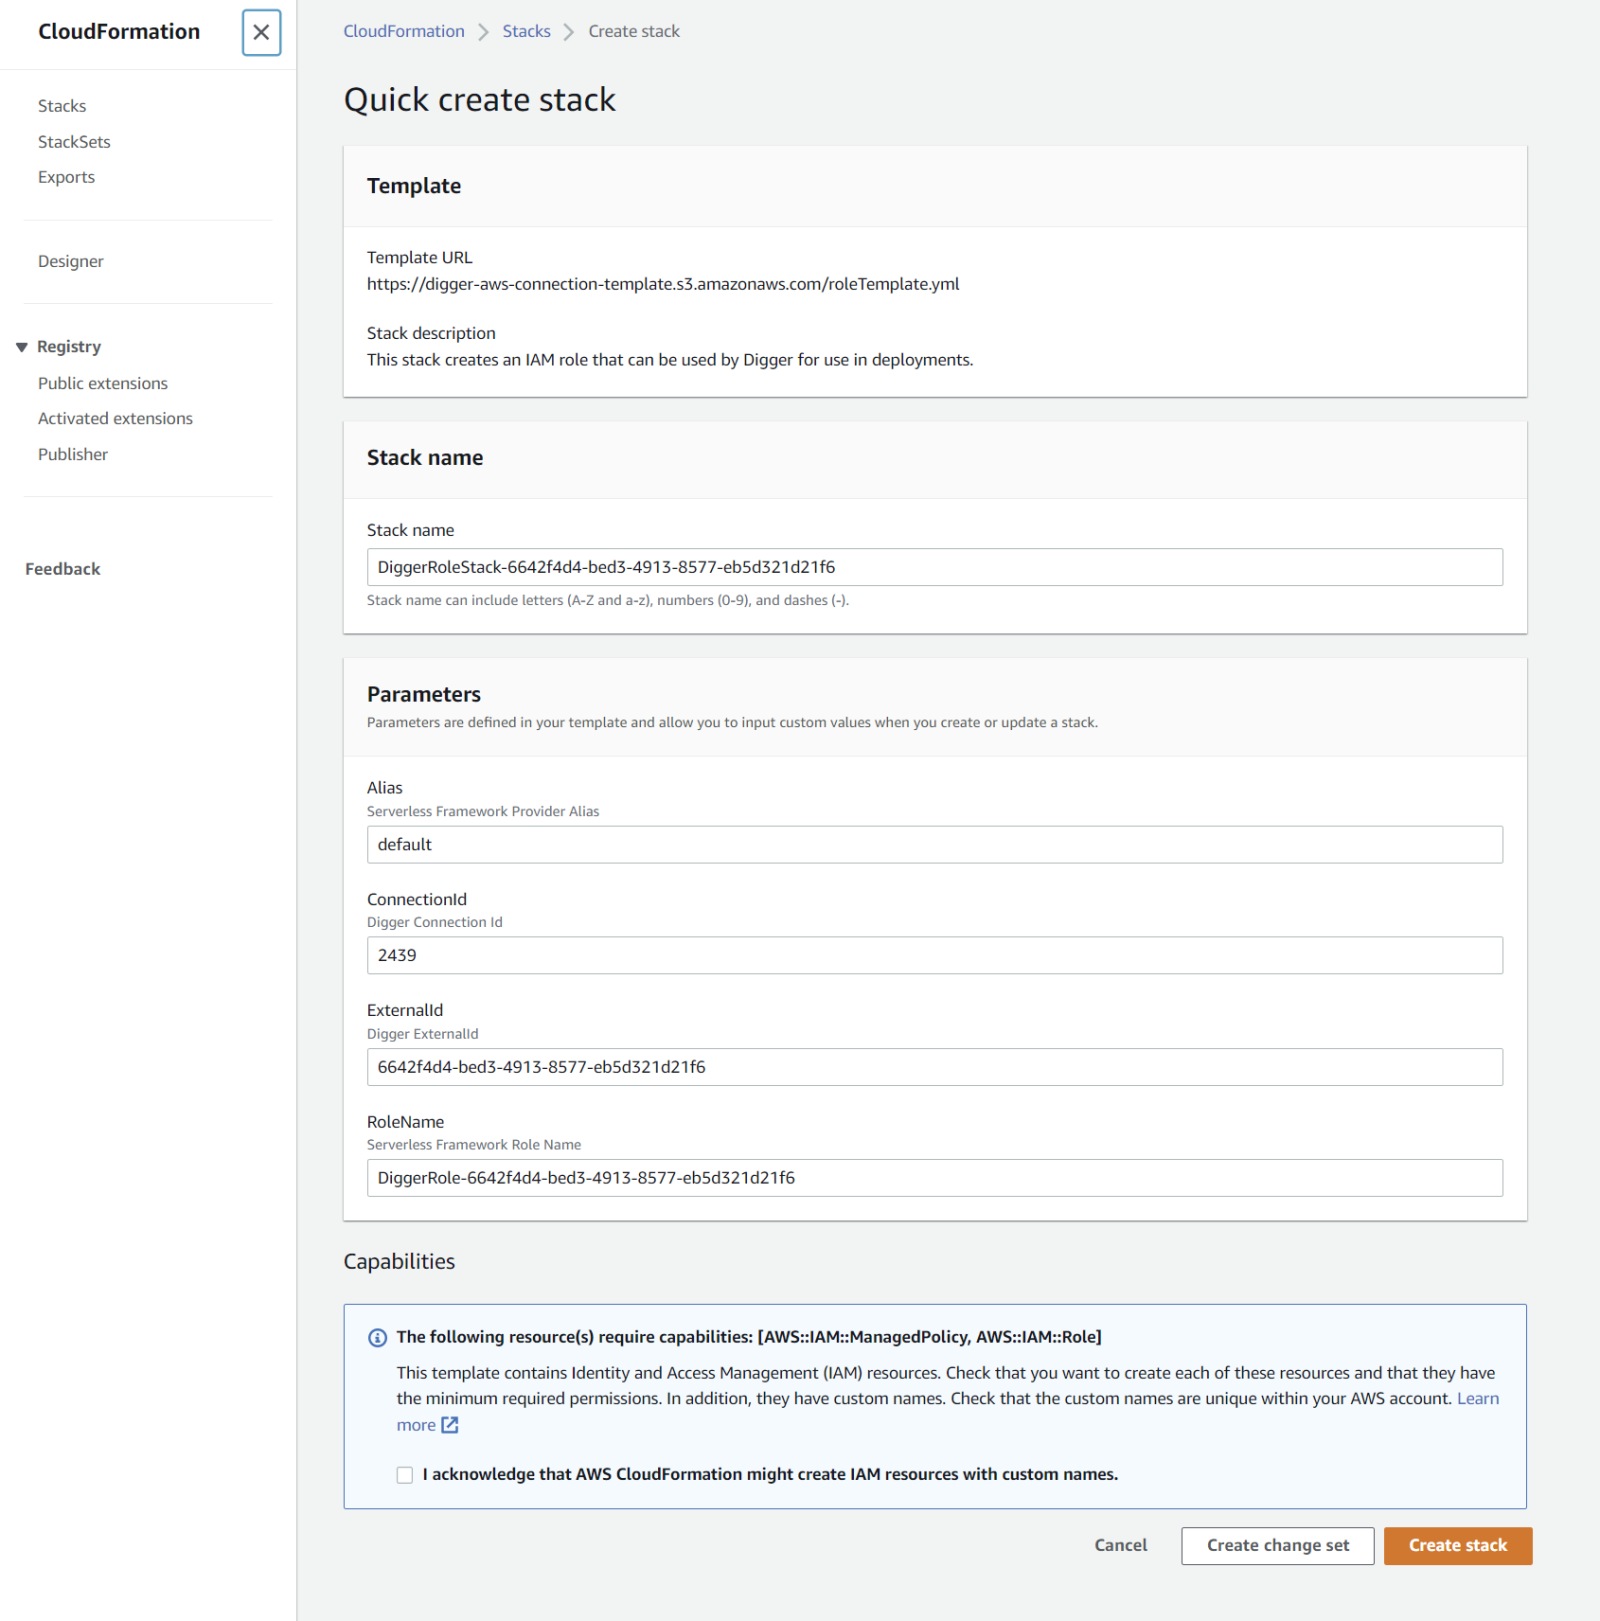 CloudFormation
Stacks
StackSets
Exports
Designer
Registry
Public extensions
Activated extensions
Publisher
Feedback
CloudFormation Stacks Create stack
Quick create stack
Template
Template URL
https://digger-aws-connection-template.s3.amazonaws.com/roleTemplate.yml
Stack description
This stack creates an IAM role that can be used by Digger for use in deployments.
Stack name
Stack name
DiggerRoleStack-6642f4d4-bed3-4913-8577-eb5d321d21f6
Stack name can include letters (A-Z and a-z), numbers (0-9), and dashes (-).
Parameters
Parameters are defined in your template and allow you to input custom values when you create or update a stack.
Alias
Serverless Framework Provider Alias
default
ConnectionId
Digger Connection Id
2439
ExternalId
Digger ExternalId
6642f4d4-bed3-4913-8577-eb5d321d21f6
RoleName
Serverless Framework Role Name
DiggerRole-6642f4d4-bed3-4913-8577-eb5d321d21f6
Capabilities
The following resource(s) require capabilities: [AWS::IAM::ManagedPolicy, AWS::IAM::Role]
This template contains Identity and Access Management (IAM) resources. Check that you want to create each of these resources and that they have
the minimum required permissions. In addition, they have custom names. Check that the custom names are unique within your AWS account. Learn
more
I acknowledge that AWS CloudFormation might create IAM resources with custom names.
Cancel Create change set Create stack